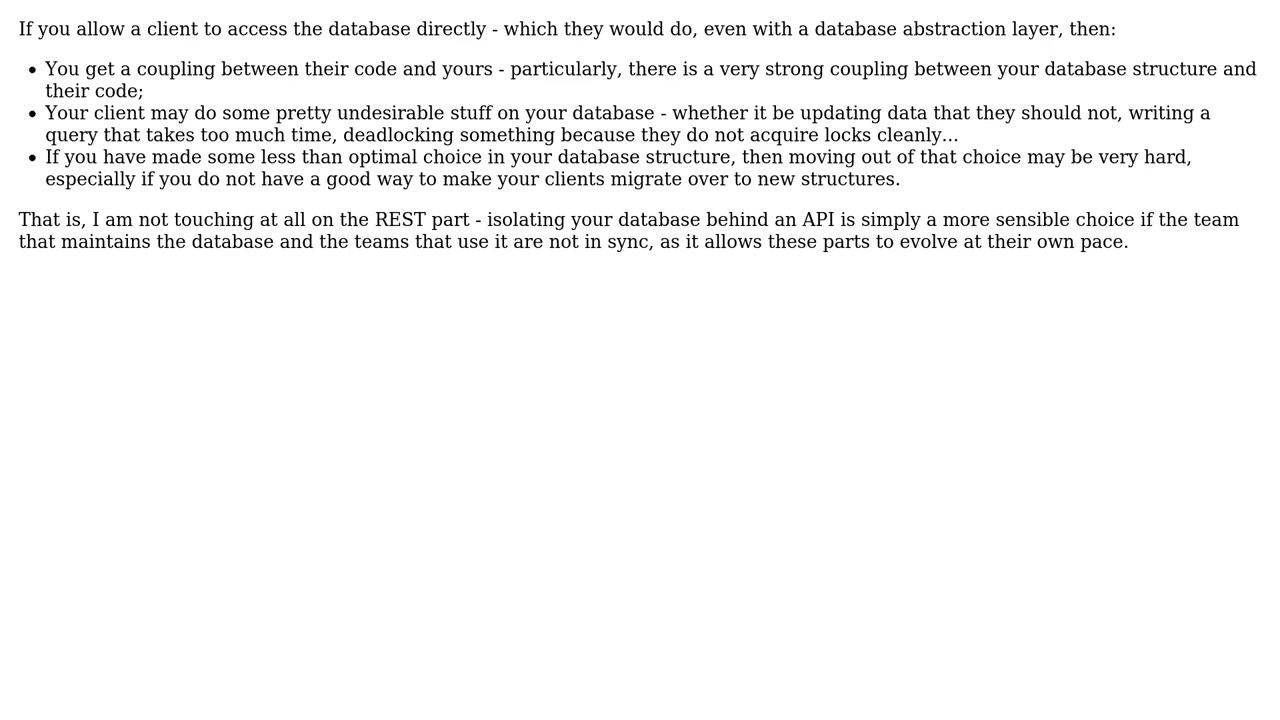 If you allow a client to access the database directly - which they would do, even with a database abstraction layer, then:
• You get a coupling between their code and yours - particularly, there is a very strong coupling between your database structure and
their code;
• Your client may do some pretty undesirable stuff on your database - whether it be updating data that they should not, writing a
query that takes too much time, deadlocking something because they do not acquire locks cleanly...
• If you have made some less than optimal choice in your database structure, then moving out of that choice may be very hard,
especially if you do not have a good way to make your clients migrate over to new structures.
That is, I am not touching at all on the REST part - isolating your database behind an API is simply a more sensible choice if the team
that maintains the database and the teams that use it are not in sync, as it allows these parts to evolve at their own pace.